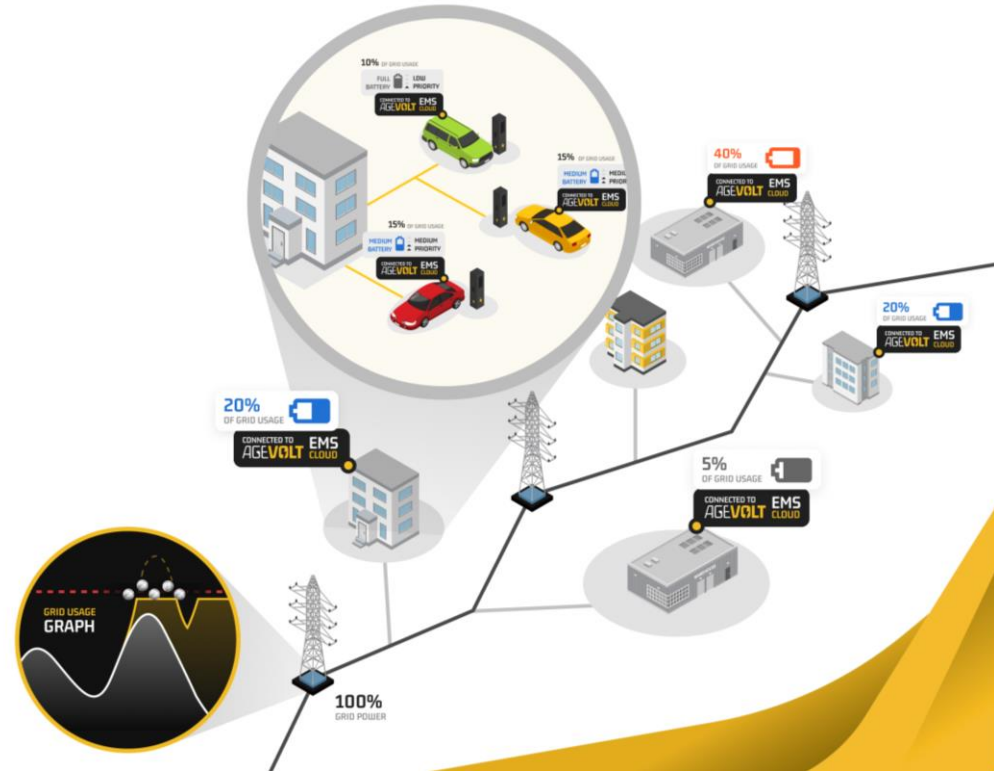 10% OF GRID USAGE
FULL BATTERY LOW PRIORITY
CONNECTED TO AGEVOLT EMS CLOUD
15% OF GRID USAGE
MEDIUM BATTERY
CONNECTED TO AGEVOLT EMS CLOUD
15% OF GRID USAGE
MEDIUM BATTERY MEDIUM PRIORITY
CONNECTED TO AGEVOLT EMS CLOUD
40%
OF GRID USAGE
CONNECTED TO
AGEVOLT EMS CLOUD
20%
OF GRID USAGE
CONNECTED TO
AGEVOLT EMS CLOUD
20%
OF GRID USAGE
CONNECTED TO
AGEVOLT EMS CLOUD
5%
OF GRID USAGE
CONNECTED TO
AGEVOLT EMS CLOUD
GRID USAGE
GRAPH
100%
GRID POWER